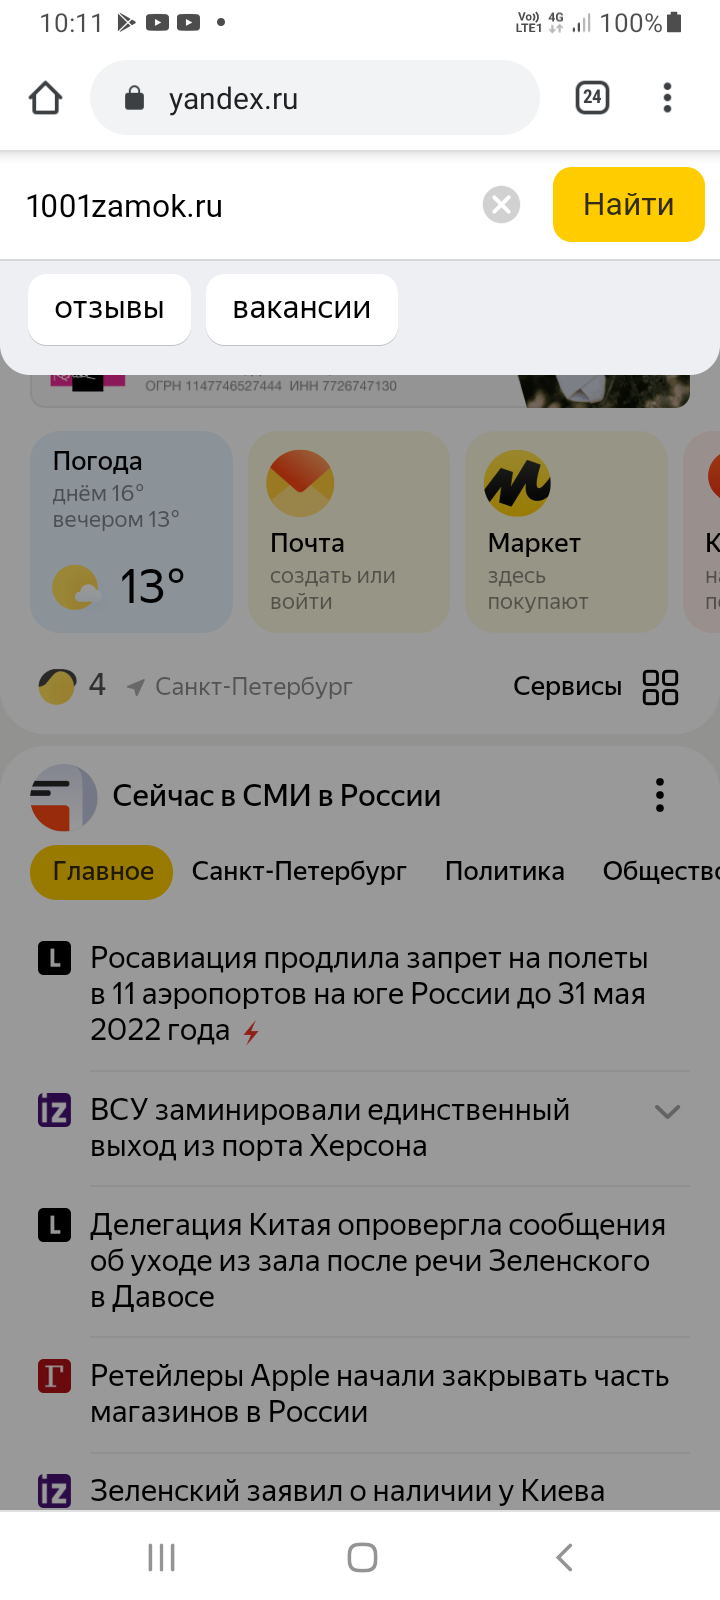 10:11
Vo)) LTE1 4G 100%
yandex.ru
24
1001zamok.ru
Найти
отзывы
вакансии
ОГРН 1147746527444 ИНН 7726747130
Погода
днём 16°
вечером 13°
13°
Почта
создать или
войти
Маркет
здесь
покупают
4
Санкт-Петербург
Сервисы
Сейчас в СМИ в России
Главное
Санкт-Петербург
Политика
Общество
L
Росавиация продлила запрет на полеты
в 11 аэропортов на юге России до 31 мая
2022 года
iz
ВСУ заминировали единственный
выход из порта Херсона
L
Делегация Китая опровергла сообщения
об уходе из зала после речи Зеленского
в Давосе
Г
Ретейлеры Apple начали закрывать часть
магазинов в России
iz
Зеленский заявил о наличии у Киева